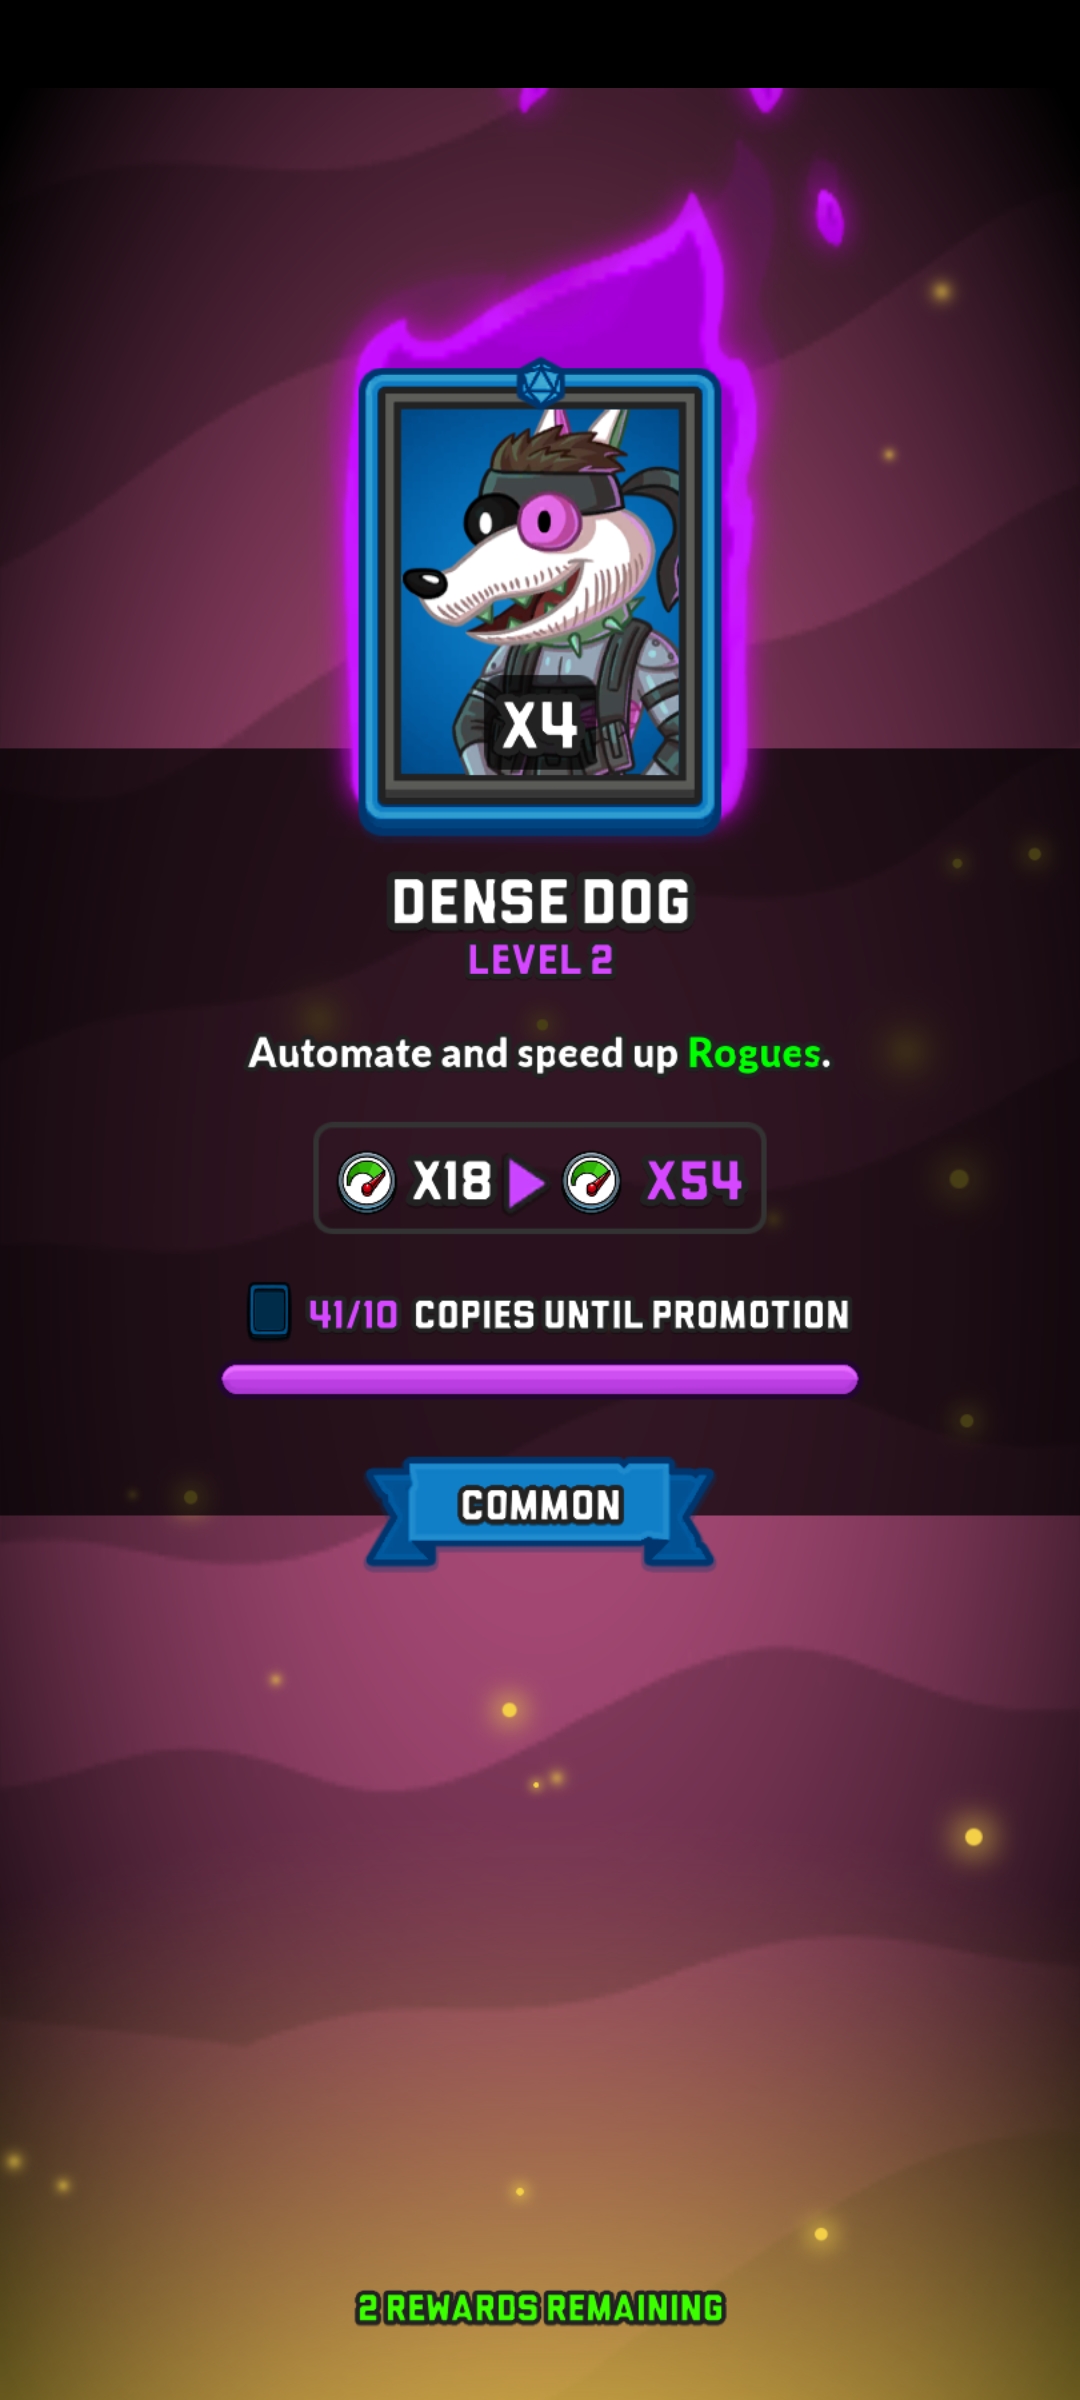 X4
DENSE DOG
LEVEL 2
Automate and speed up Rogues.
X18 X54
41/10 COPIES UNTIL PROMOTION
COMMON
2 REWARDS REMAINING